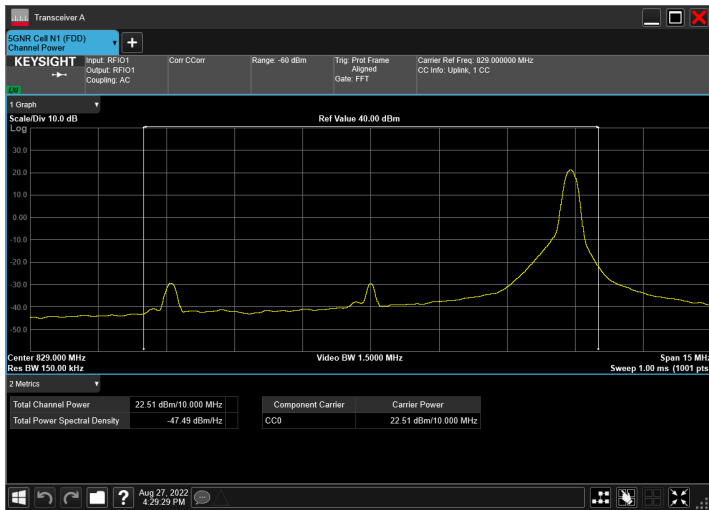 Transceiver A
5GNR Cell N1 (FDD)
Channel Power
KEYSIGHT
LXI
Input: RFIO1
Output: RFIO1
Coupling: AC
Corr CCorr
Range: -60 dBm
Trig: Prot Frame
Aligned
Gate: FFT
Carrier Ref Freq: 829.000000 MHz
CC Info: Uplink, 1 CC
1 Graph
Scale/Div 10.0 dB
Ref Value 40.00 dBm
Log
30.0
20.0
10.0
0.00
-10.0
-20.0
-30.0
-40.0
-50.0
Center 829.000 MHz
Video BW 1.5000 MHz
Span 15 MHz
Res BW 150.00 kHz
Sweep 1.00 ms (1001 pts
2 Metrics
Total Channel Power 22.51 dBm/10.000 MHz
Total Power Spectral Density -47.49 dBm/Hz
Component Carrier Carrier Power
CC0 22.51 dBm/10.000 MHz
?
Aug 27, 2022
4:29:29 PM